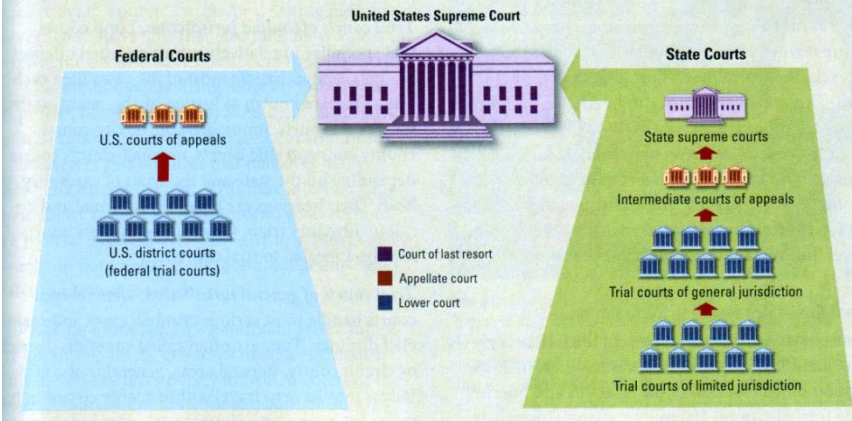 United States Supreme Court
Federal Courts
U.S. courts of appeals
U.S. district courts
(federal trial courts)
Court of last resort
Appellate court
Lower court
State Courts
State supreme courts
Intermediate courts of appeals
Trial courts of general jurisdiction
Trial courts of limited jurisdiction